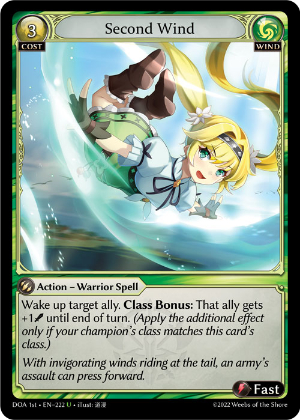 3
Second Wind
COST
WIND
Action – Warrior Spell
Wake up target ally. Class Bonus: That ally gets
+1 until end of turn. (Apply the additional effect
only if your champion's class matches this card's
class.)
With invigorating winds riding at the tail, an army's
assault can press forward.
Fast
DOA 1st • EN-222 U • illust: 道漫
©2022 Weebs of the Shore